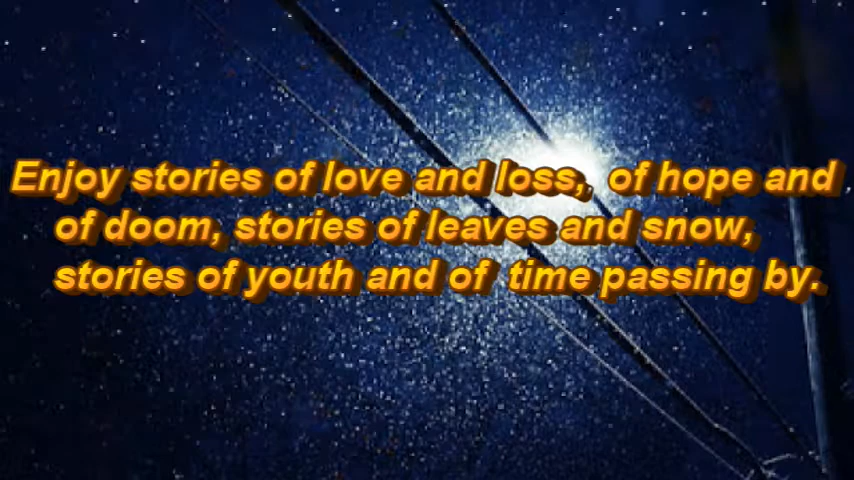 Enjoy stories of love and loss,, of hope and
of doom, stories of leaves and snow,
stories of youth and of time passing by.